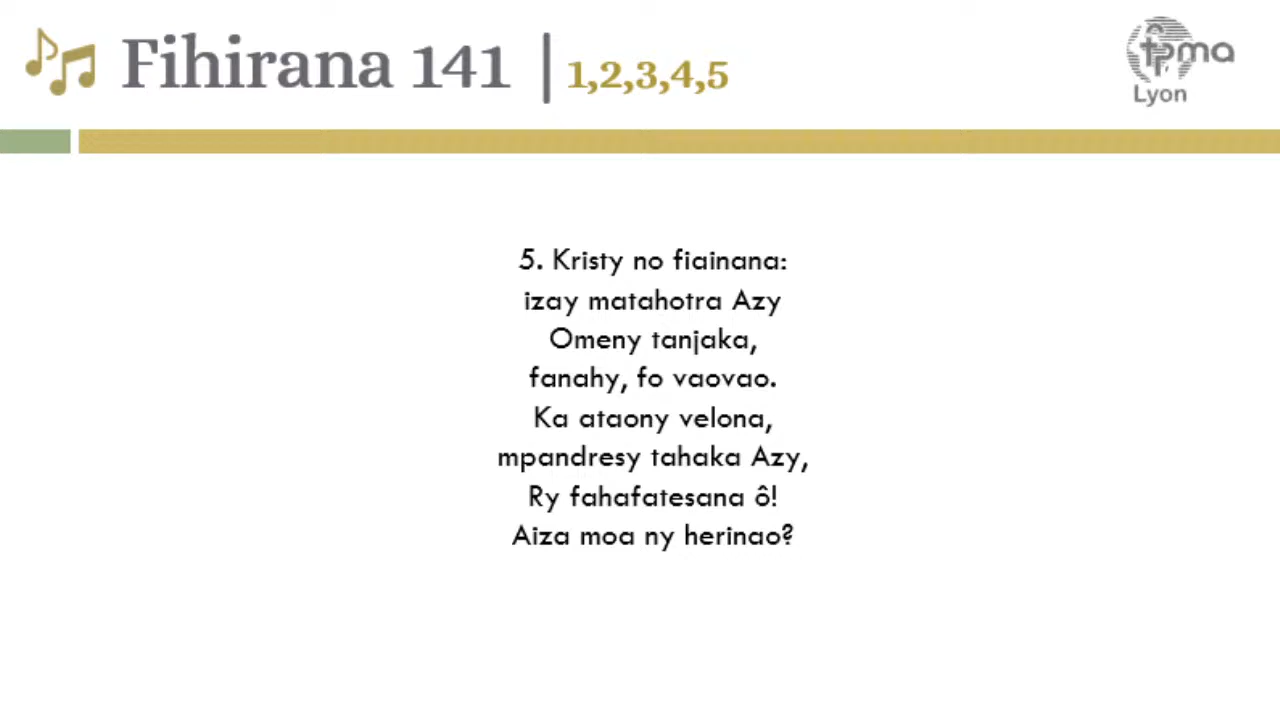 Fihirana 141 | 1,2,3,4,5
fpma
Lyon
5. Kristy no fiainana:
izay matahotra Azy
Omeny tanjaka,
fanahy, fo vaovao.
Ka ataony velona,
mpandresy tahaka Azy,
Ry fahafatesana ô!
Aiza moa ny herinao?